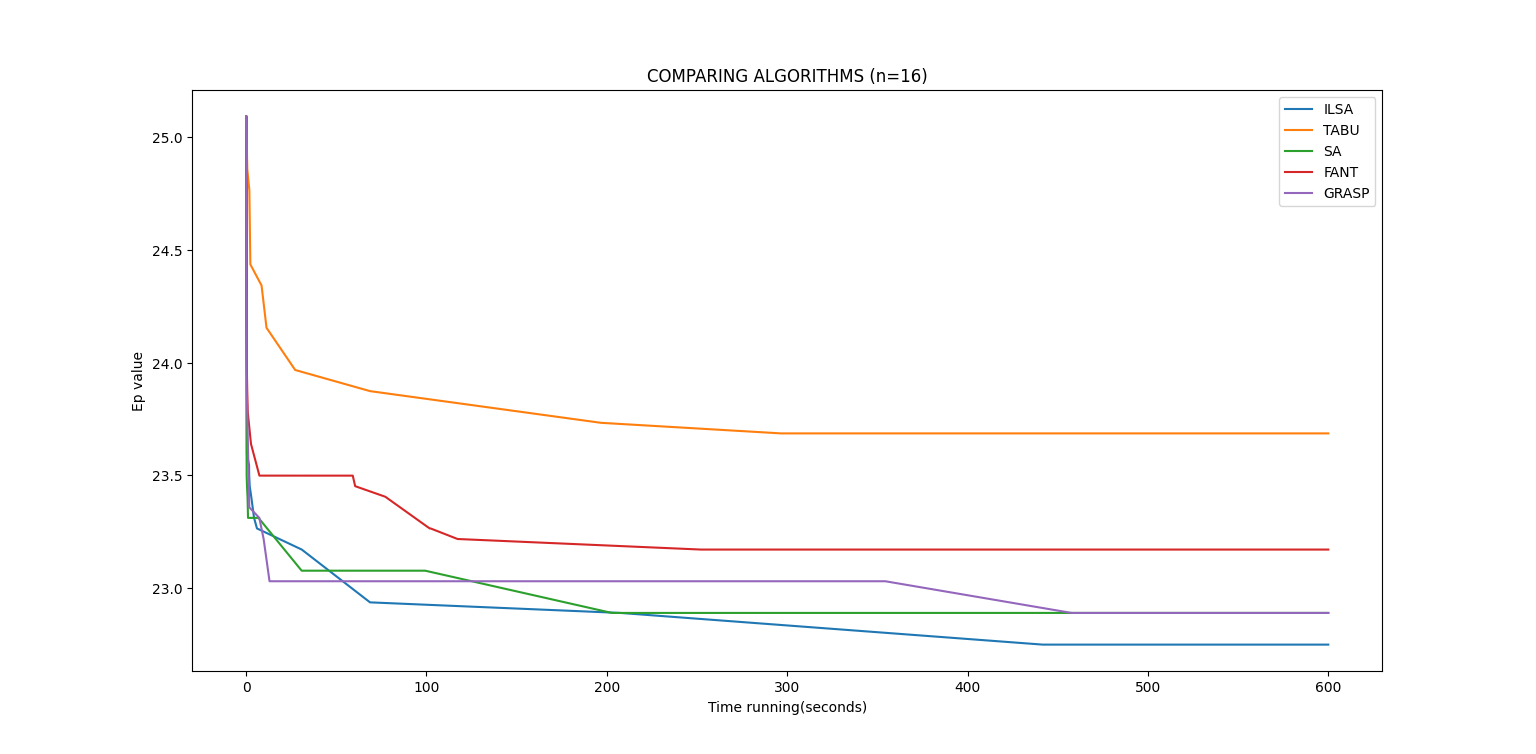 COMPARING ALGORITHMS (n=16)
ILSA
TABU
SA
FANT
GRASP
25.0
24.5
24.0
23.5
23.0
Ep value
0 100 200 300 400 500 600
Time running(seconds)